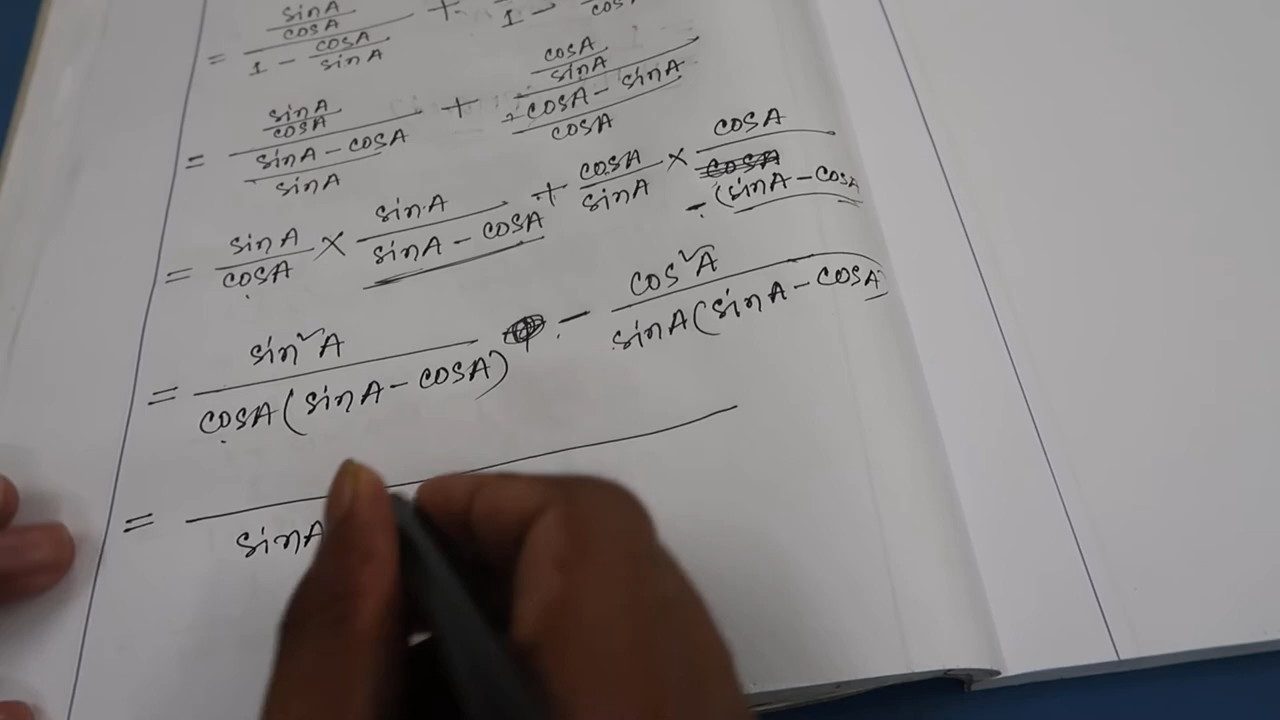 = sinA/cosA / 1 - cosA/sinA + 1 - cosA
= sinA/cosA / sinA - cosA/sinA + cosA/sinA / cosA - sinA/cosA
= sinA/cosA × sinA/sinA - cosA + cosA/sinA × cosA/-(sinA - cosA
= sin²A/cosA(sinA - cosA) - cos²A/sinA(sinA - cosA
= sinA